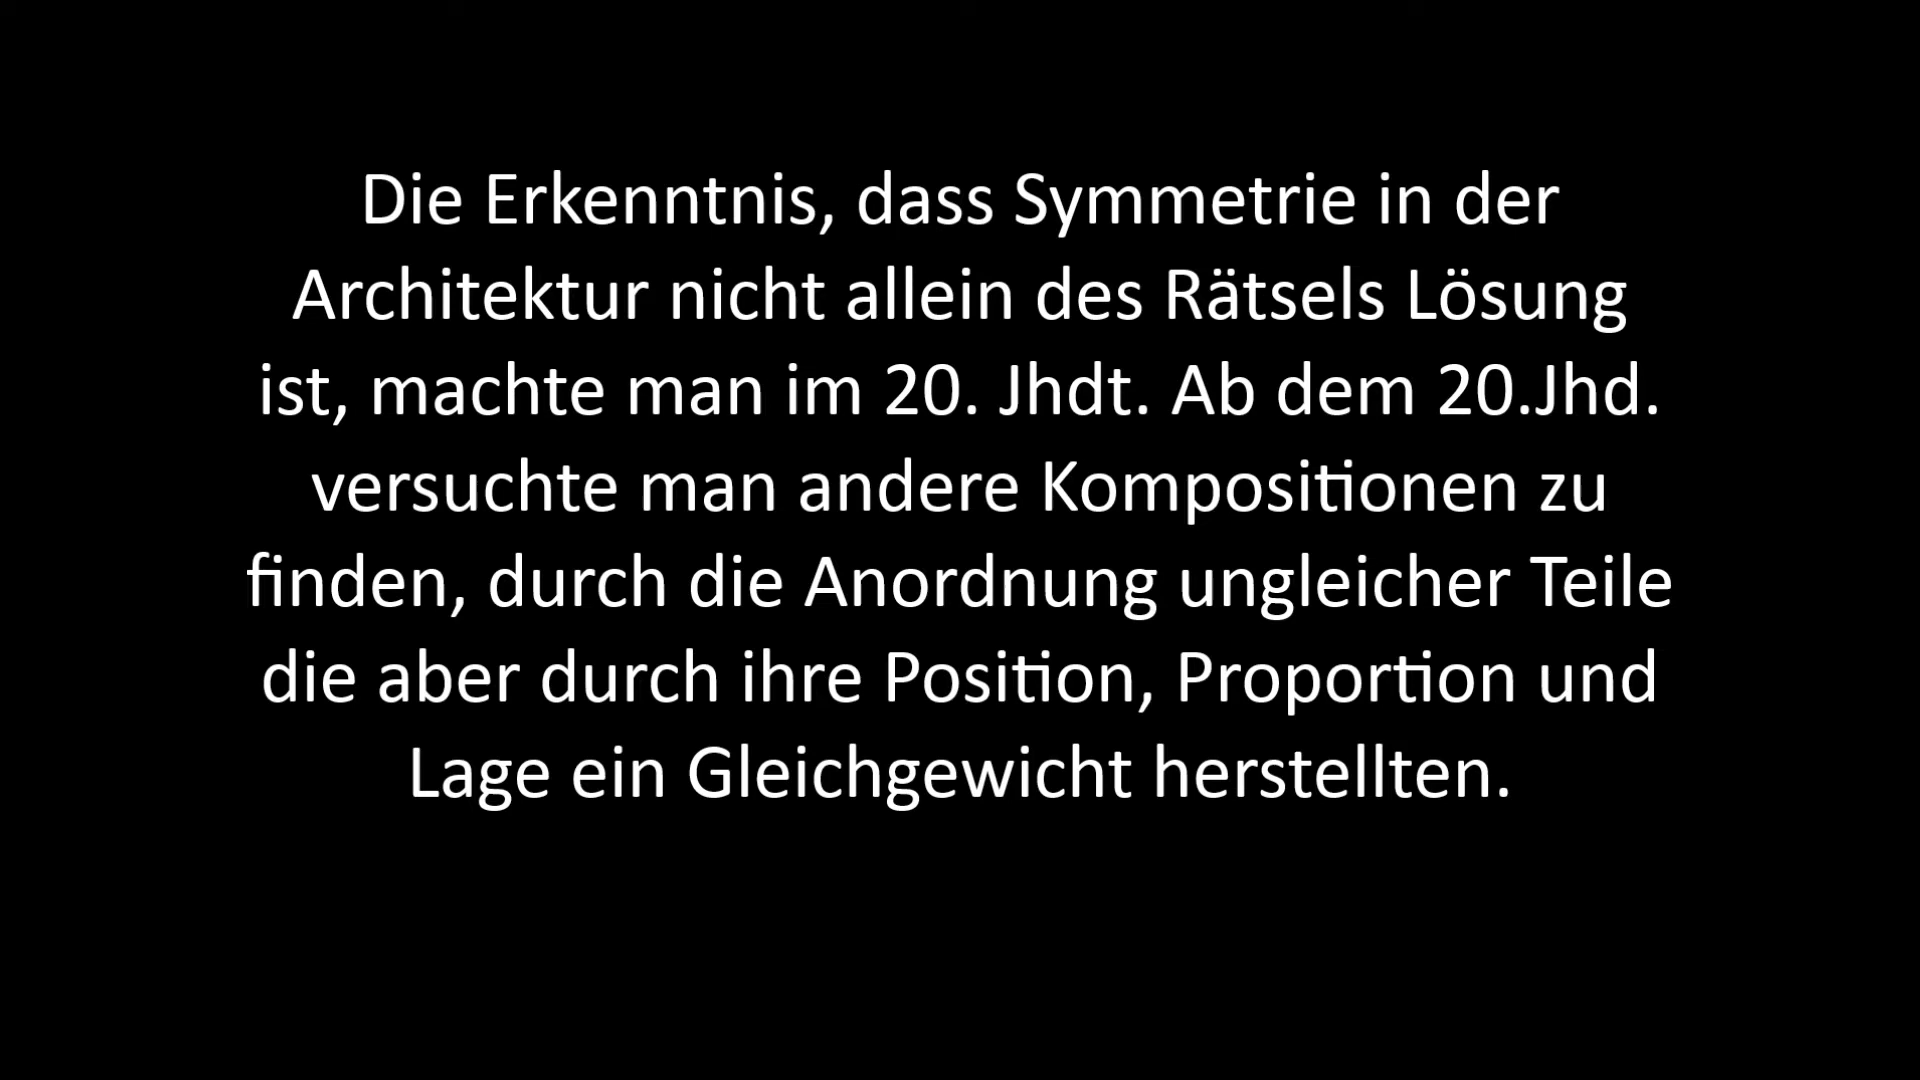 Die Erkenntnis, dass Symmetrie in der
Architektur nicht allein des Rätsels Lösung
ist, machte man im 20. Jhdt. Ab dem 20.Jhd.
versuchte man andere Kompositionen zu
finden, durch die Anordnung ungleicher Teile
die aber durch ihre Position, Proportion und
Lage ein Gleichgewicht herstellten.